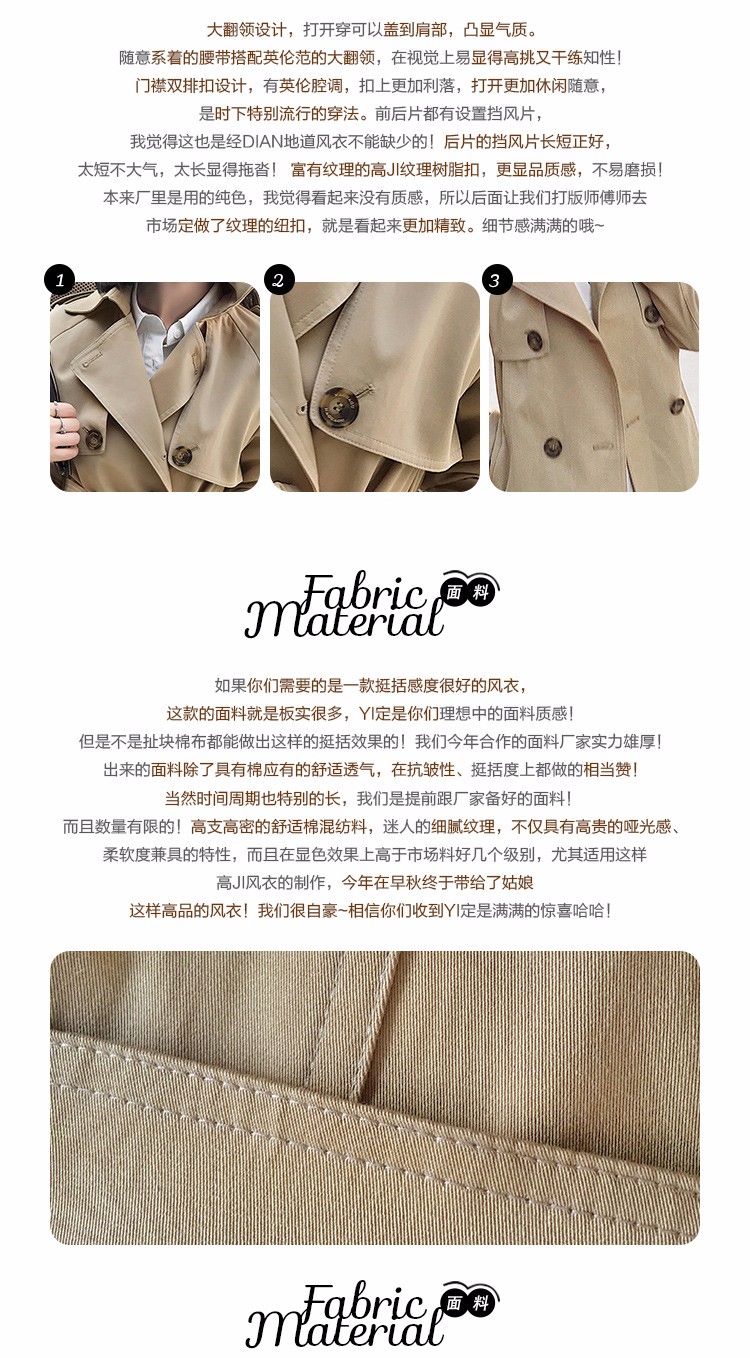 大翻领设计，打开穿可以盖到肩部，凸显气质。
随意系着的腰带搭配英伦范的大翻领，在视觉上易显得高挑又干练知性！
门襟双排扣设计，有英伦腔调，扣上更加利落，打开更加休闲随意，
是时下特别流行的穿法。前后片都有设置挡风片，
我觉得这也是经DIAN地道风衣不能缺少的！后片的挡风片长短正好，
太短不大气，太长显得拖沓！富有纹理的高JI纹理树脂扣，更显品质感，不易磨损！
本来厂里是用的纯色，我觉得看起来没有质感，所以后面让我们打版师傅师去
市场定做了纹理的纽扣，就是看起来更加精致。细节感满满的哦~
1
2
3
Fabric 面料
Material
如果你们需要的是一款挺括感度很好的风衣，
这款的面料就是板实很多，YI定是你们理想中的面料质感！
但是不是扯块棉布都能做出这样的挺括效果的！我们今年合作的面料厂家实力雄厚！
出来的面料除了具有棉应有的舒适透气，在抗皱性、挺括度上都做的相当赞！
当然时间周期也特别的长，我们是提前跟厂家备好的面料！
而且数量有限的！高支高密的舒适棉混纺料，迷人的细腻纹理，不仅具有高贵的哑光感、
柔软度兼具的特性，而且在显色效果上高于市场料好几个级别，尤其适用这样
高JI风衣的制作，今年在早秋终于带给了姑娘
这样高品的风衣！我们很自豪~相信你们收到YI定是满满的惊喜哈哈！
Fabric 面料
Material